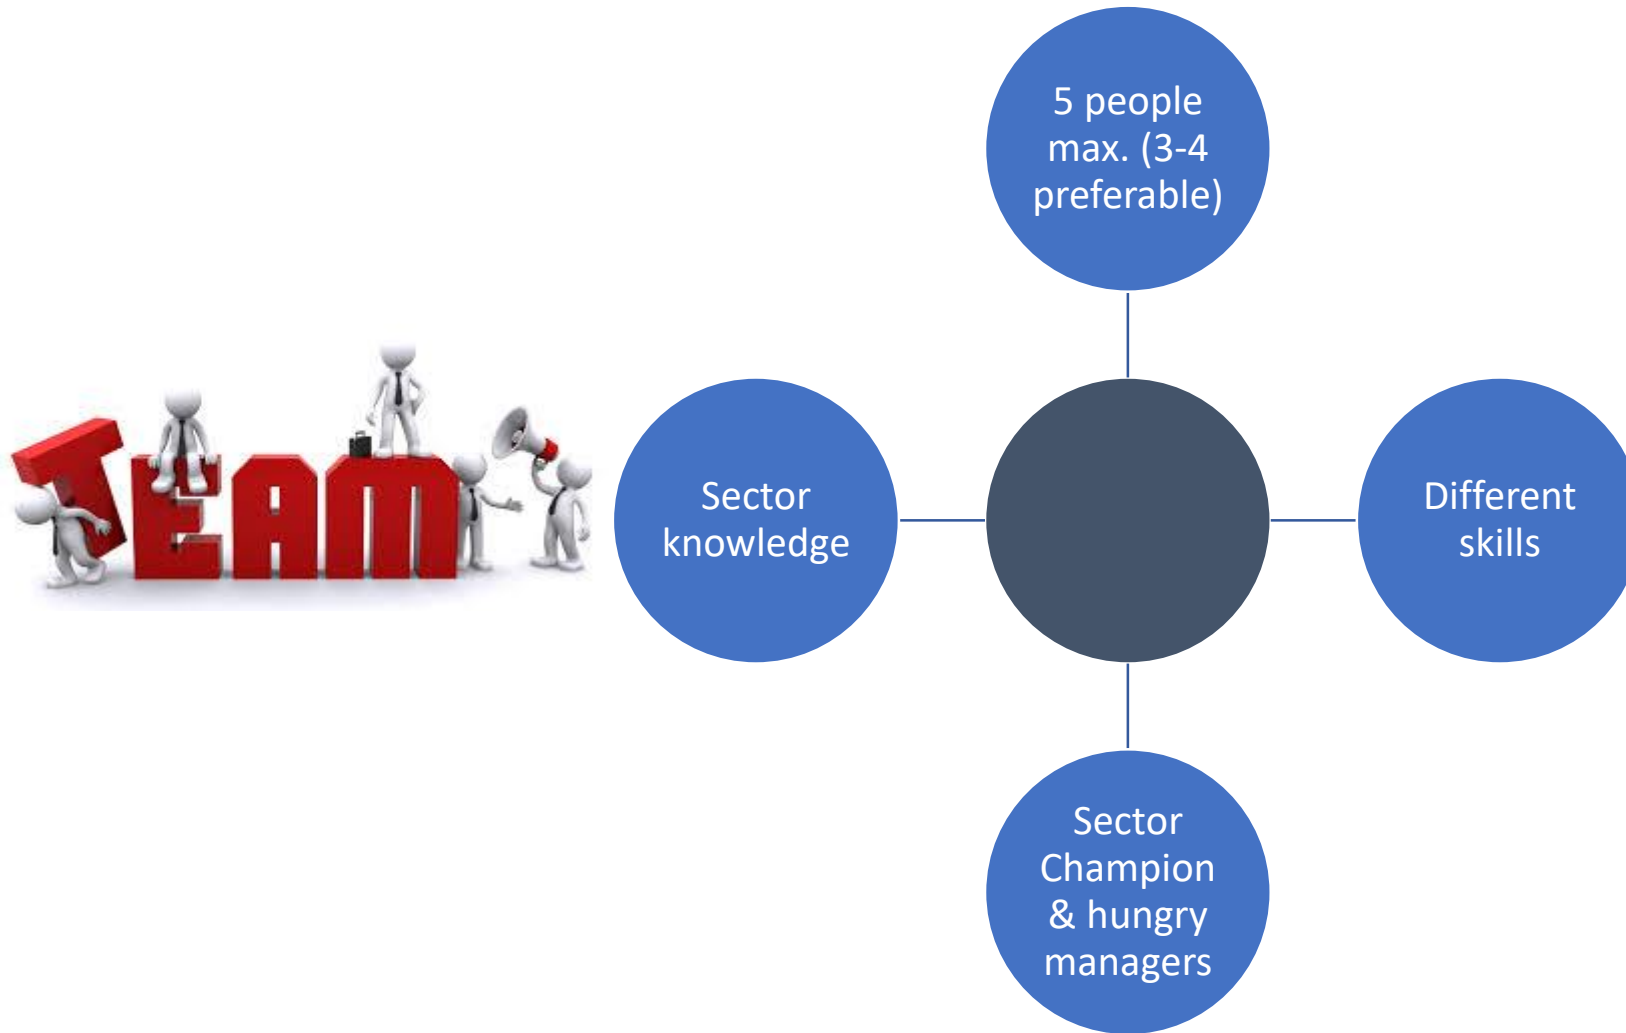 5 people
max. (3-4
preferable)
TEAM
Sector
knowledge
Different
skills
Sector
Champion
& hungry
managers